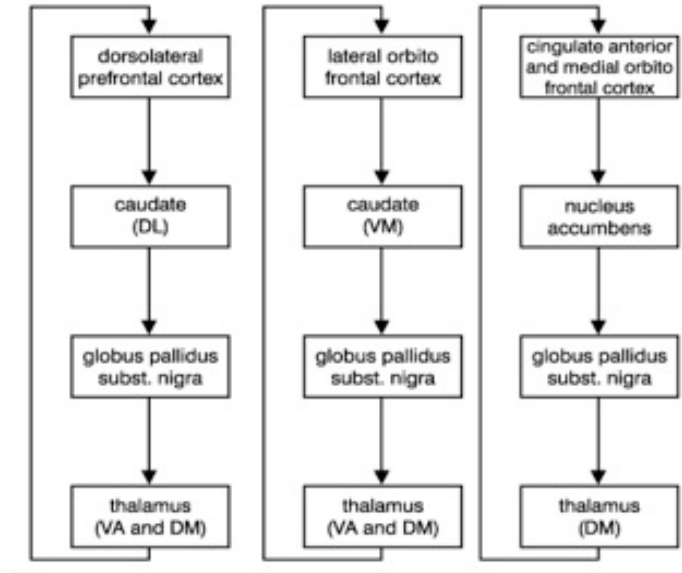 dorsolateral
prefrontal cortex
caudate
(DL)
globus pallidus
subst. nigra
thalamus
(VA and DM)
lateral orbito
frontal cortex
caudate
(VM)
globus pallidus
subst. nigra
thalamus
(VA and DM)
cingulate anterior
and medial orbito
frontal cortex
nucleus
accumbens
globus pallidus
subst. nigra
thalamus
(DM)